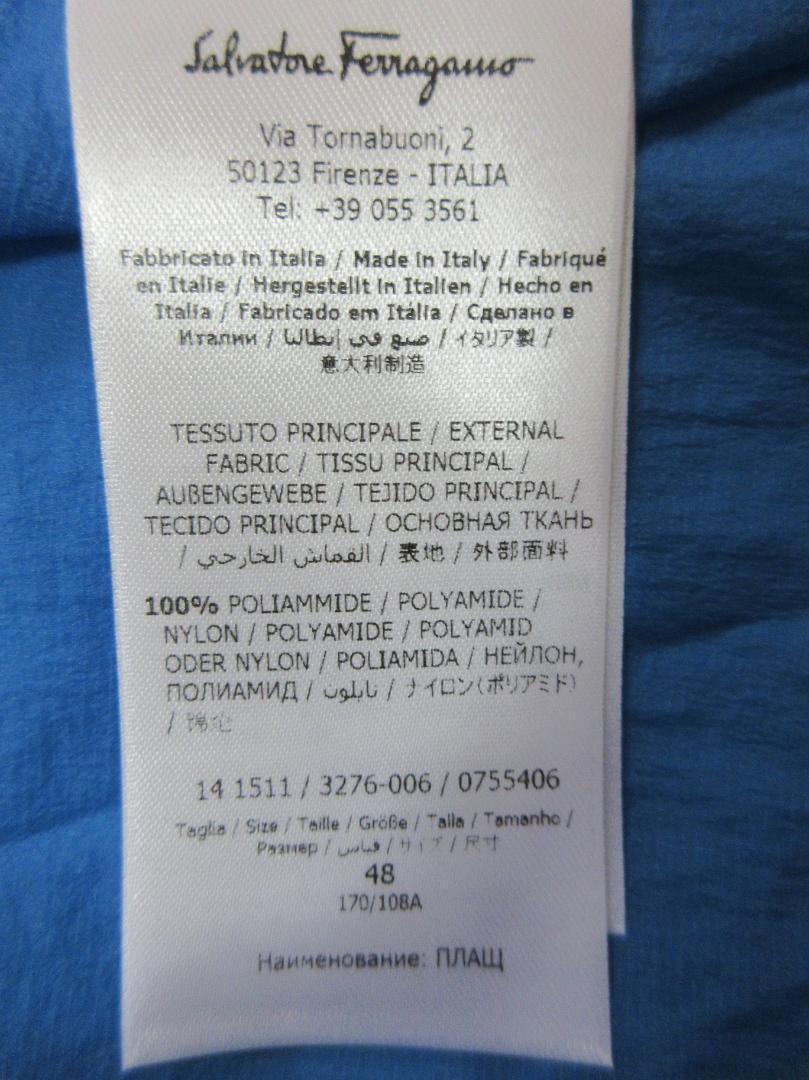 Salvatore Ferragamo
Via Tornabuoni, 2
50123 Firenze - ITALIA
Tel: +39 055 3561
Fabbricato in Italia / Made in Italy / Fabriqué
en Italie / Hergestellt in Italien / Hecho en
Italia / Fabricado em Itália / Сделано в
Италии / صنع في إيطاليا / イタリア製 /
意大利制造
TESSUTO PRINCIPALE / EXTERNAL
FABRIC / TISSU PRINCIPAL /
AUßENGEWEBE / TEJIDO PRINCIPAL /
TECIDO PRINCIPAL / ОСНОВНАЯ ТКАНЬ
/ القماش الخارجي / 表地 / 外部面料
100% POLIAMMIDE / POLYAMIDE /
NYLON / POLYAMIDE / POLYAMID
ODER NYLON / POLIAMIDA / НЕЙЛОН,
ПОЛИАМИД / نايلون / ナイロン(ポリアミド)
/ 锦纶
14 1511 / 3276-006 / 0755406
Taglia / Size / Taille / Größe / Talla / Tamanho /
Размер / قياس / サイズ / 尺寸
48
170/108A
Наименование: ПЛАЩ